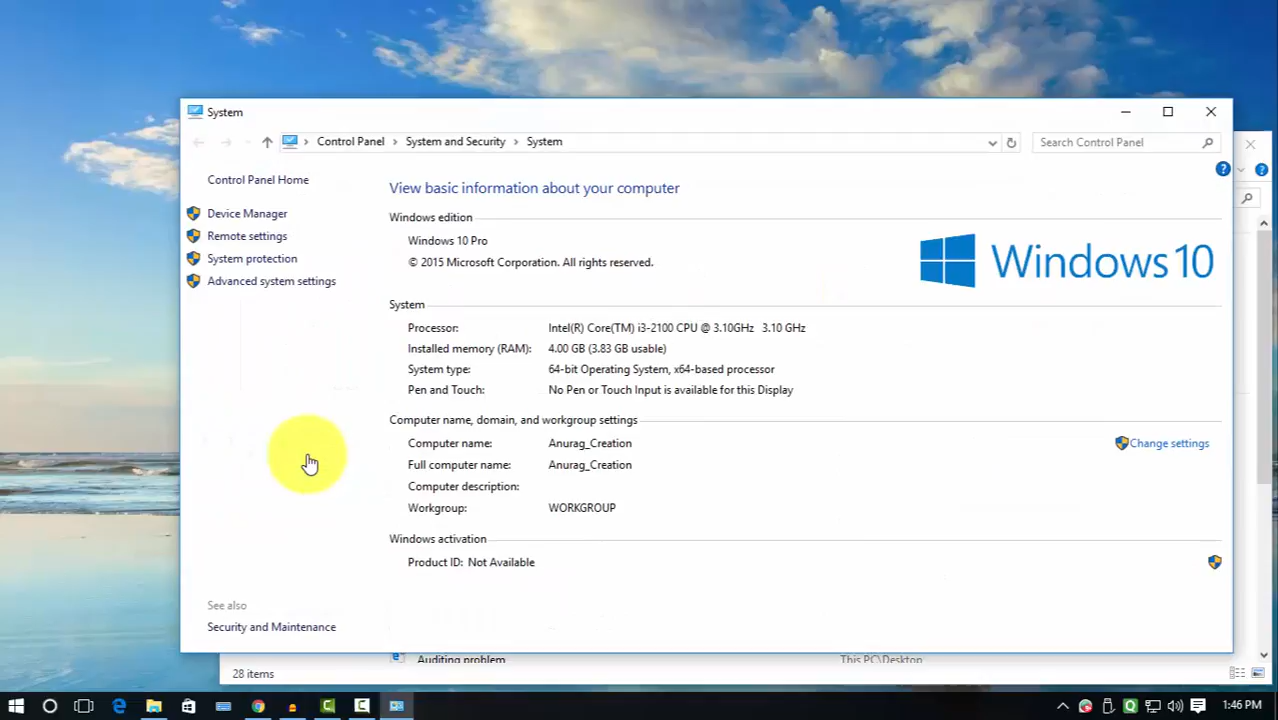 System
Control Panel › System and Security › System
Search Control Panel
Control Panel Home
Device Manager
Remote settings
System protection
Advanced system settings
View basic information about your computer
Windows edition
Windows 10 Pro
© 2015 Microsoft Corporation. All rights reserved.
Windows 10
System
Processor: Intel(R) Core(TM) i3-2100 CPU @ 3.10GHz 3.10 GHz
Installed memory (RAM): 4.00 GB (3.83 GB usable)
System type: 64-bit Operating System, x64-based processor
Pen and Touch: No Pen or Touch Input is available for this Display
Computer name, domain, and workgroup settings
Computer name: Anurag_Creation
Change settings
Full computer name: Anurag_Creation
Computer description:
Workgroup: WORKGROUP
Windows activation
Product ID: Not Available
See also
Security and Maintenance
Auditing problem This PC\Desktop
28 items
1:46 PM